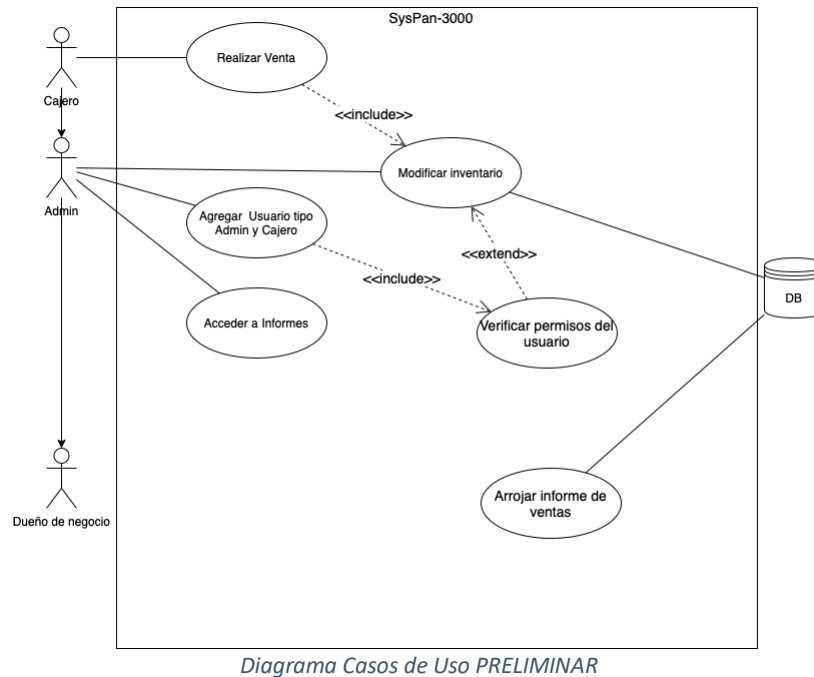 SysPan-3000
Realizar Venta
Cajero
<<include>>
Modificar inventario
Admin
Agregar Usuario tipo
Admin y Cajero
<<extend>>
<<include>>
DB
Acceder a Informes
Verificar permisos del
usuario
Arrojar informe de
ventas
Dueño de negocio
Diagrama Casos de Uso PRELIMINAR